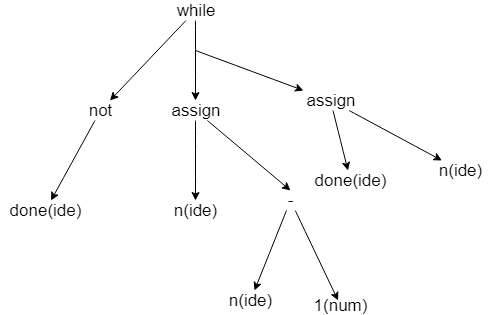 while
not
assign
assign
done(ide)
n(ide)
-
done(ide)
n(ide)
n(ide)
1(num)